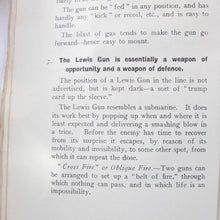 The gun can be "fed" in any position, and has
hardly any "kick" or recoil, etc., and is easy to
handle.
The blast of gas tends to make the gun go
forward—hence easy to mount.
7. The Lewis Gun is essentially a weapon of
opportunity and a weapon of defence.
The position of a Lewis Gun in the line is not
advertised, but is kept dark—a sort of "trump
card up the sleeve."
The Lewis Gun resembles a submarine. It does
its work best by popping up when and where it is
least expected and delivering a smashing blow in
a trice. Before the enemy has time to recover
from its surprise it escapes, by reason of its
mobility and invisibility, to some other spot, from
which it can repeat the dose.
"Cross Fire" or Oblique Fire.—Two guns can
be arranged to set up a "belt of fire," through
which nothing can pass, and in which life is an
impossibility.